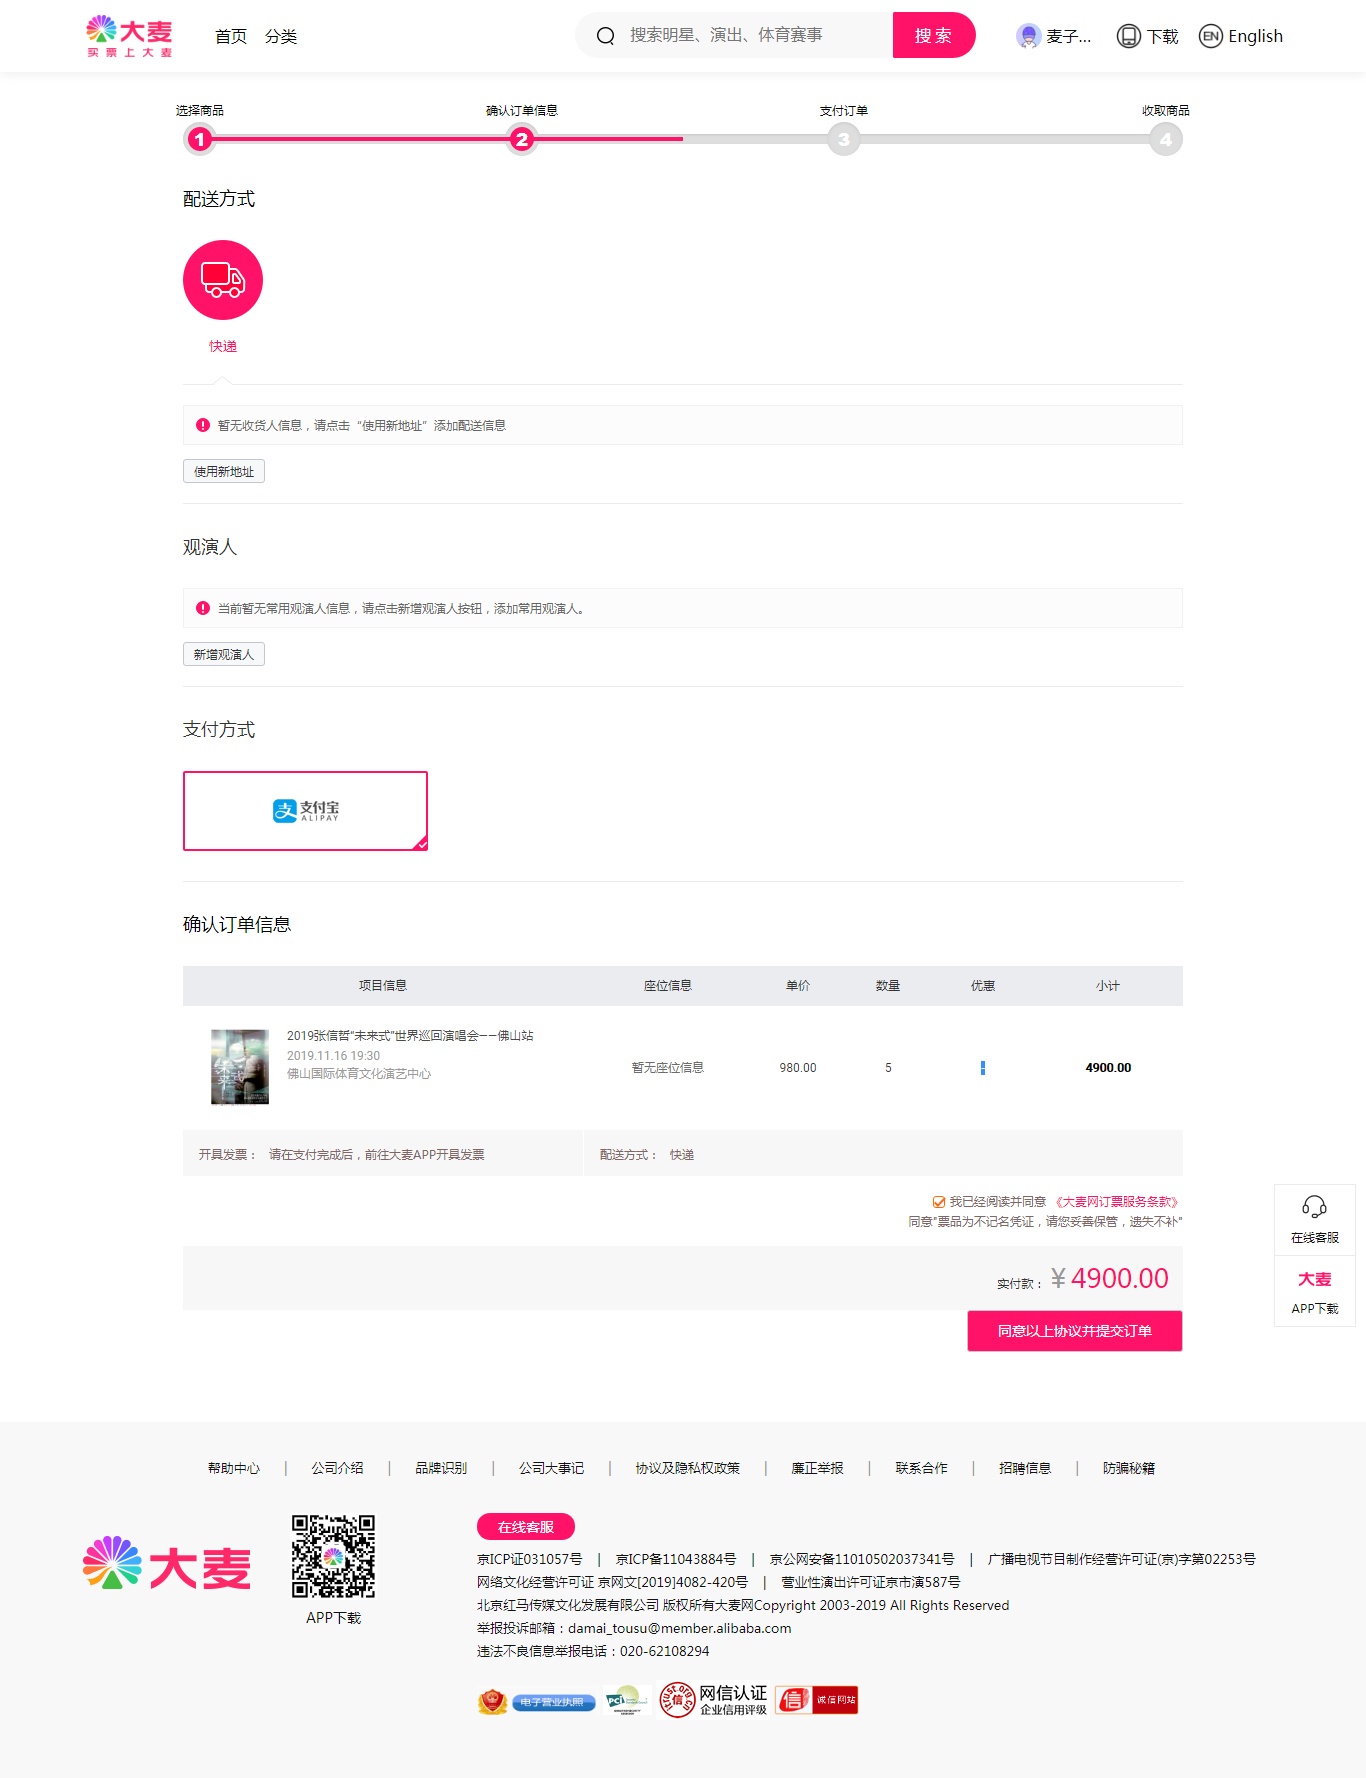 大麦
买票上大麦
首页 分类
搜索明星、演出、体育赛事
搜索
麦子...
下载
EN English
选择商品 确认订单信息 支付订单 收取商品
1 2 3 4
配送方式
快递
暂无收货人信息，请点击“使用新地址”添加配送信息
使用新地址
观演人
当前暂无常用观演人信息，请点击新增观演人按钮，添加常用观演人。
新增观演人
支付方式
支 支付宝
ALIPAY
确认订单信息
项目信息 座位信息 单价 数量 优惠 小计
2019张信哲“未来式”世界巡回演唱会——佛山站
2019.11.16 19:30
佛山国际体育文化演艺中心
暂无座位信息 980.00 5 - 4900.00
开具发票： 请在支付完成后，前往大麦APP开具发票 配送方式： 快递
我已经阅读并同意 《大麦网订票服务条款》
同意"票品为不记名凭证，请您妥善保管，遗失不补"
实付款： ¥ 4900.00
同意以上协议并提交订单
在线客服
大麦
APP下载
帮助中心 | 公司介绍 | 品牌识别 | 公司大事记 | 协议及隐私权政策 | 廉正举报 | 联系合作 | 招聘信息 | 防骗秘籍
大麦
APP下载
在线客服
京ICP证031057号 | 京ICP备11043884号 | 京公网安备11010502037341号 | 广播电视节目制作经营许可证(京)字第02253号
网络文化经营许可证 京网文[2019]4082-420号 | 营业性演出许可证京市演587号
北京红马传媒文化发展有限公司 版权所有大麦网Copyright 2003-2019 All Rights Reserved
举报投诉邮箱：damai_tousu@member.alibaba.com
违法不良信息举报电话：020-62108294
电子营业执照
PCI
信 网信认证
企业信用评级
信 诚信网站